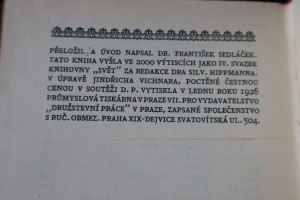 PŘELOŽIL A ÚVOD NAPSAL DR. FRANTIŠEK SEDLÁČEK.
TATO KNIHA VYŠLA VE 2000 VÝTISCÍCH JAKO IV. SVAZEK
KNIHOVNY „SVĚT” ZA REDAKCE DRA SILV. HIPPMANNA.
V ÚPRAVĚ JINDŘICHA VICHNARA, POCTĚNÉ ČESTNOU
CENOU V SOUTĚŽI D. P. VYTISKLA V LEDNU ROKU 1926
PRŮMYSLOVÁ TISKÁRNA V PRAZE VII. PRO VYDAVATELSTVO
„DRUŽSTEVNÍ PRÁCE” V PRAZE, ZAPSANÉ SPOLEČENSTVO
S RUČ. OBMEZ. PRAHA XIX-DEJVICE SVATOVÍTSKÁ UL. 504.